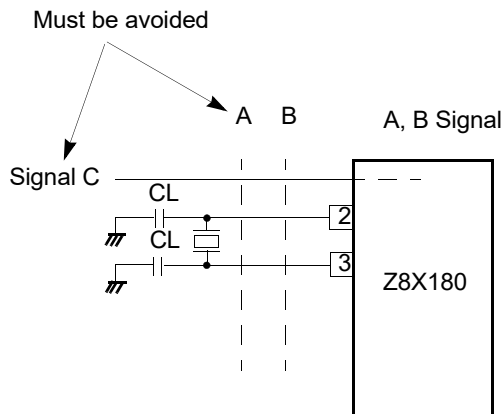 Must be avoided
A B
A, B Signal
Signal C
CL
2
CL
3
Z8X180